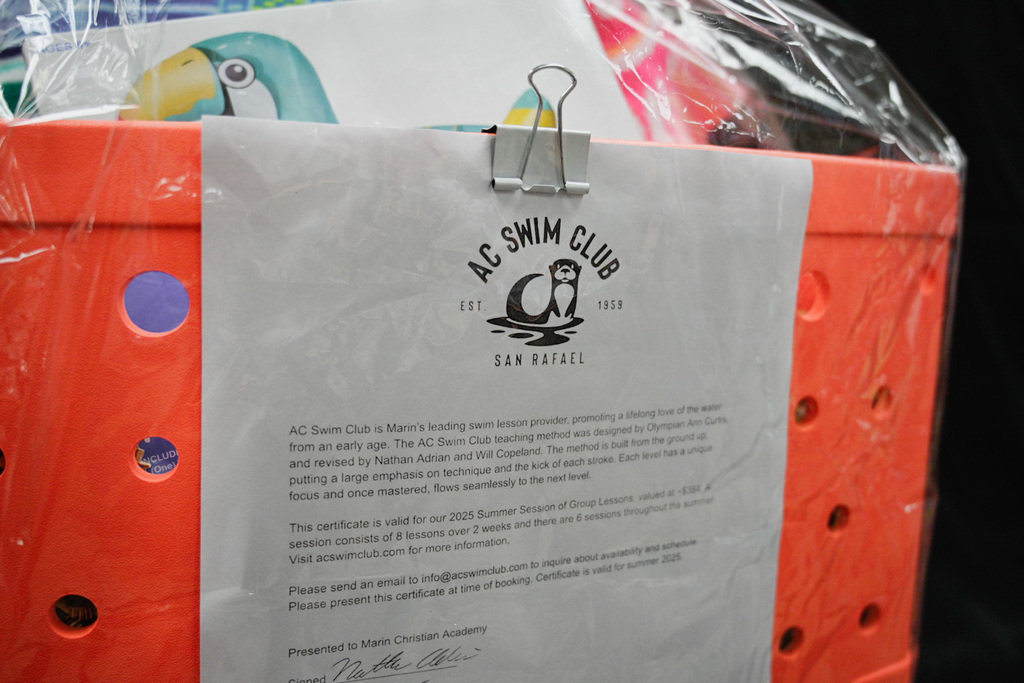 AC SWIM CLUB
EST. 1959
SAN RAFAEL
AC Swim Club is Marin's leading swim lesson provider, promoting a lifelong love of the water
from an early age. The AC Swim Club teaching method was designed by Olympian Ann Curtis,
and revised by Nathan Adrian and Will Copeland. The method is built from the ground up,
putting a large emphasis on technique and the kick of each stroke. Each level has a unique
focus and once mastered, flows seamlessly to the next level.
This certificate is valid for our 2025 Summer Session of Group Lessons, valued at ~$384. A
session consists of 8 lessons over 2 weeks and there are 6 sessions throughout the summer.
Visit acswimclub.com for more information.
Please send an email to info@acswimclub.com to inquire about availability and schedule.
Please present this certificate at time of booking. Certificate is valid for summer 2025.
Presented to Marin Christian Academy
Signed
INCLUD
(One)